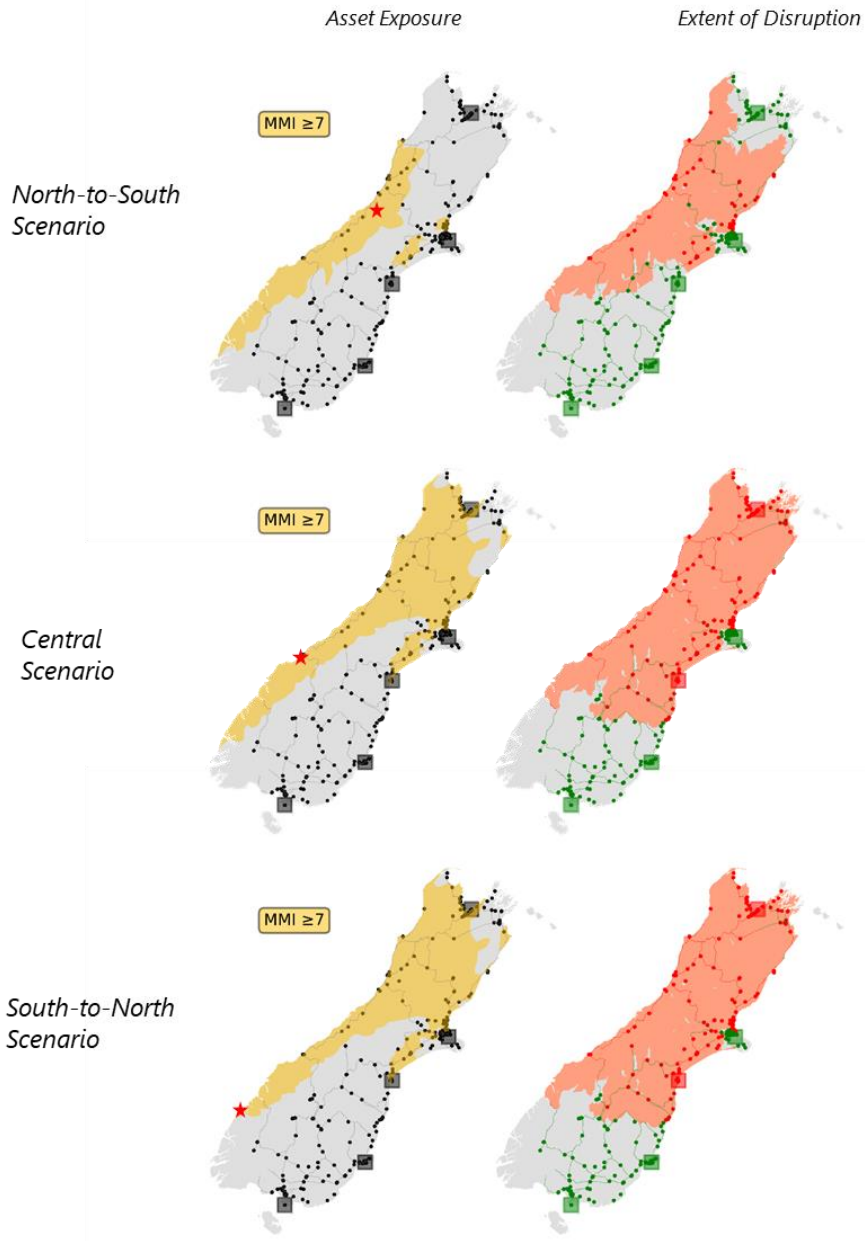 Asset Exposure
Extent of Disruption
North-to-South
Scenario
MMI ≥7
Central
Scenario
MMI ≥7
South-to-North
Scenario
MMI ≥7